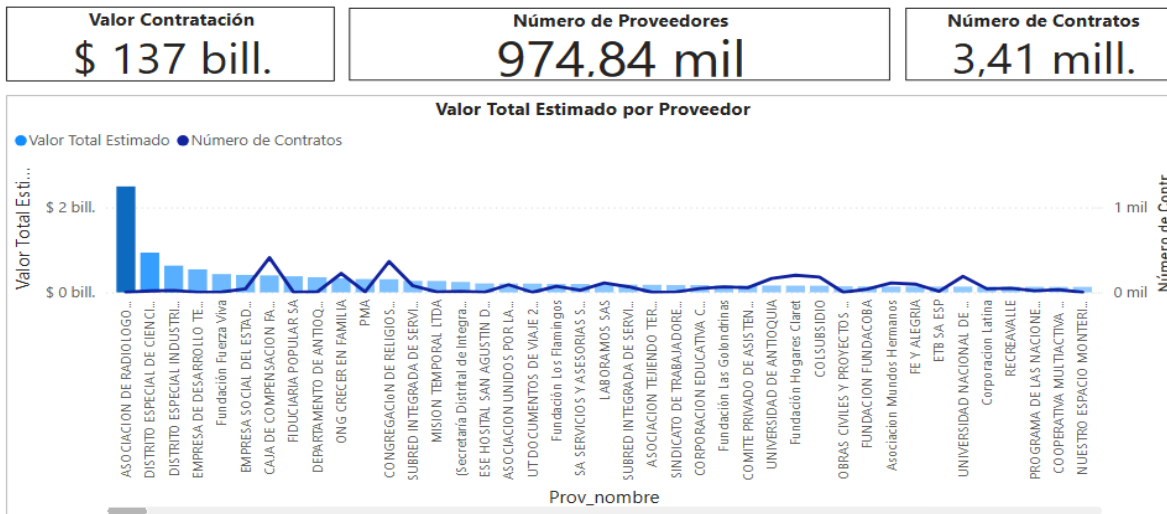 Valor Contratación
$ 137 bill.
Número de Proveedores
974,84 mil
Número de Contratos
3,41 mill.
Valor Total Estimado por Proveedor
Valor Total Estimado
Número de Contratos
Valor Total Esti...
$ 2 bill.
$ 0 bill.
1 mil
0 mil
Número de Contr
ASOCIACION DE RADIOLOGO...
DISTRITO ESPECIAL DE CIENCI...
DISTRITO ESPECIAL INDUSTRI...
EMPRESA DE DESARROLLO TE...
Fundación Fuerza Viva
EMPRESA SOCIAL DEL ESTAD...
CAJA DE COMPENSACION FA...
FIDUCIARIA POPULAR SA
DEPARTAMENTO DE ANTIOQ...
ONG CRECER EN FAMILIA
PMA
CONGREGACIoN DE RELIGIOS...
SUBRED INTEGRADA DE SERVI...
MISION TEMPORAL LTDA
(Secretaría Distrital de Integra...
ESE HOSITAL SAN AGUSTIN D...
ASOCIACION UNIDOS POR LA...
UT DOCUMENTOS DE VIAJE 2...
Fundación Los Flamingos
SA SERVICIOS Y ASESORIAS S...
LABORAMOS SAS
SUBRED INTEGRADA DE SERVI...
ASOCIACION TEJIENDO TER...
SINDICATO DE TRABAJADORE...
CORPORACION EDUCATIVA C...
Fundación Las Golondrinas
COMITE PRIVADO DE ASISTEN...
UNIVERSIDAD DE ANTIOQUIA
Fundación Hogares Claret
COLSUBSIDIO
OBRAS CIVILES Y PROYECTOS ...
FUNDACION FUNDACOBA
Asociacion Mundos Hermanos
FE Y ALEGRIA
ETB SA ESP
UNIVERSIDAD NACIONAL DE ...
Corporacion Latina
RECREAVALLE
PROGRAMA DE LAS NACIONE...
COOPERATIVA MULTIACTIVA ...
NUESTRO ESPACIO MONTERI...
Prov_nombre